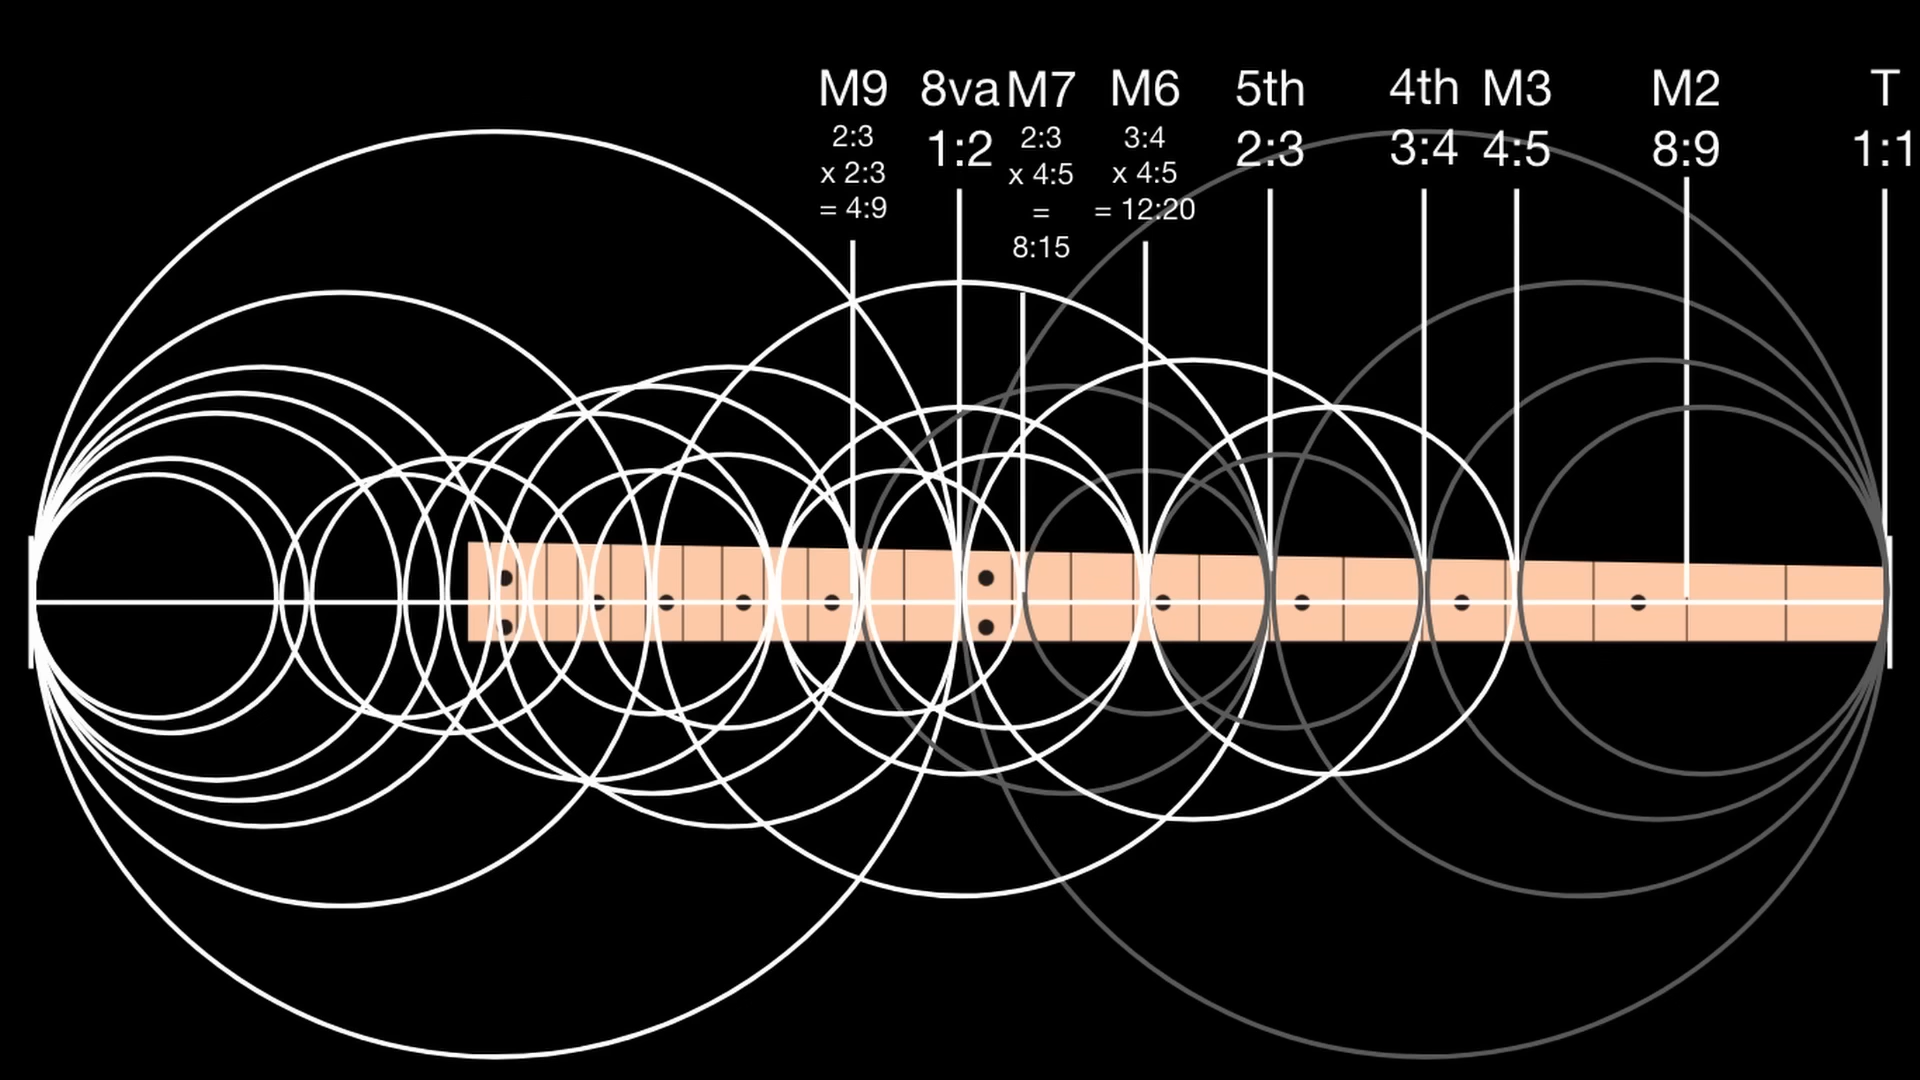 M9 8va M7 M6 5th 4th M3 M2 T
2:3 1:2 2:3 3:4 2:3 3:4 4:5 8:9 1:1
x 2:3 x 4:5 x 4:5
= 4:9 = = 12:20
8:15